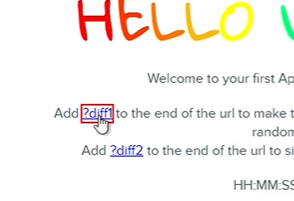 HELLO
Welcome to your first Ap
Add ?diff1 to the end of the url to make t
random
Add ?diff2 to the end of the url to si
HH:MM:SS